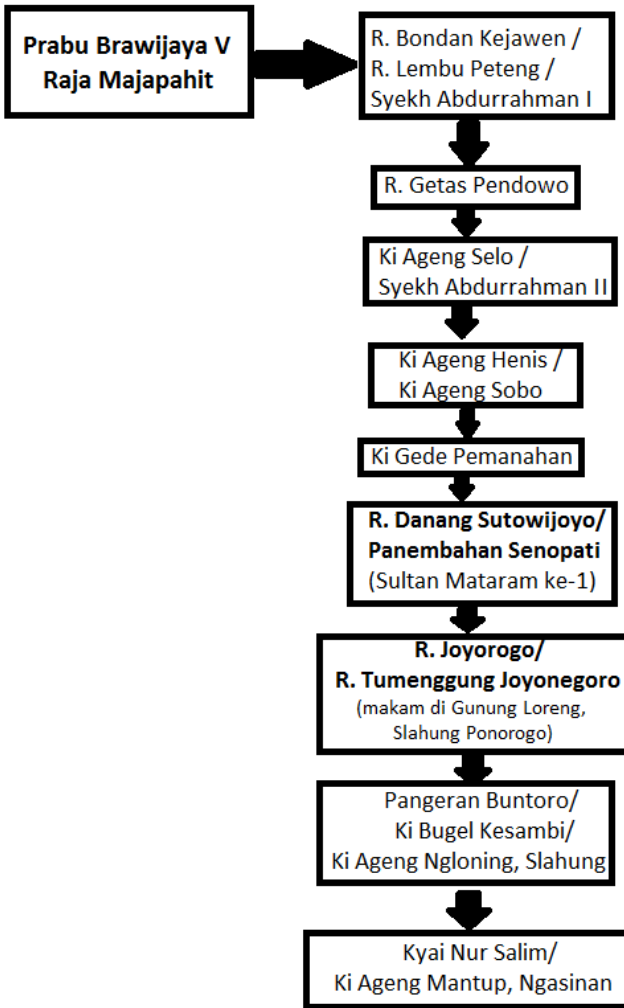 Prabu Brawijaya V
Raja Majapahit
R. Bondan Kejawen /
R. Lembu Peteng /
Syekh Abdurrahman I
R. Getas Pendowo
Ki Ageng Selo /
Syekh Abdurrahman II
Ki Ageng Henis /
Ki Ageng Sobo
Ki Gede Pemanahan
R. Danang Sutowijoyo/
Panembahan Senopati
(Sultan Mataram ke-1)
R. Joyorogo/
R. Tumenggung Joyonegoro
(makam di Gunung Loreng,
Slahung Ponorogo)
Pangeran Buntoro/
Ki Bugel Kesambi/
Ki Ageng Ngloning, Slahung
Kyai Nur Salim/
Ki Ageng Mantup, Ngasinan